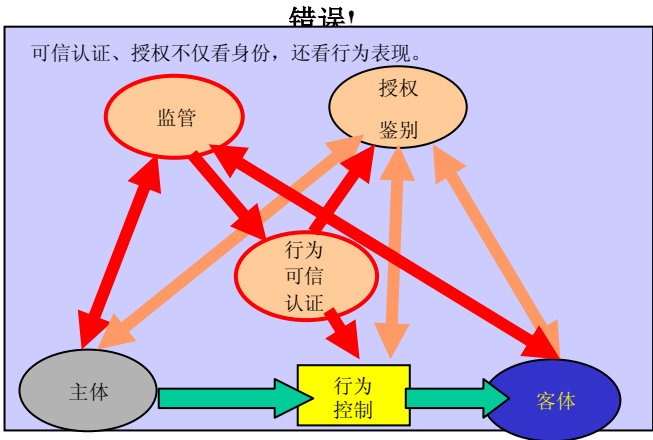 错误!
可信认证、授权不仅看身份，还看行为表现。
监管
授权
鉴别
行为
可信
认证
主体
行为
控制
客体